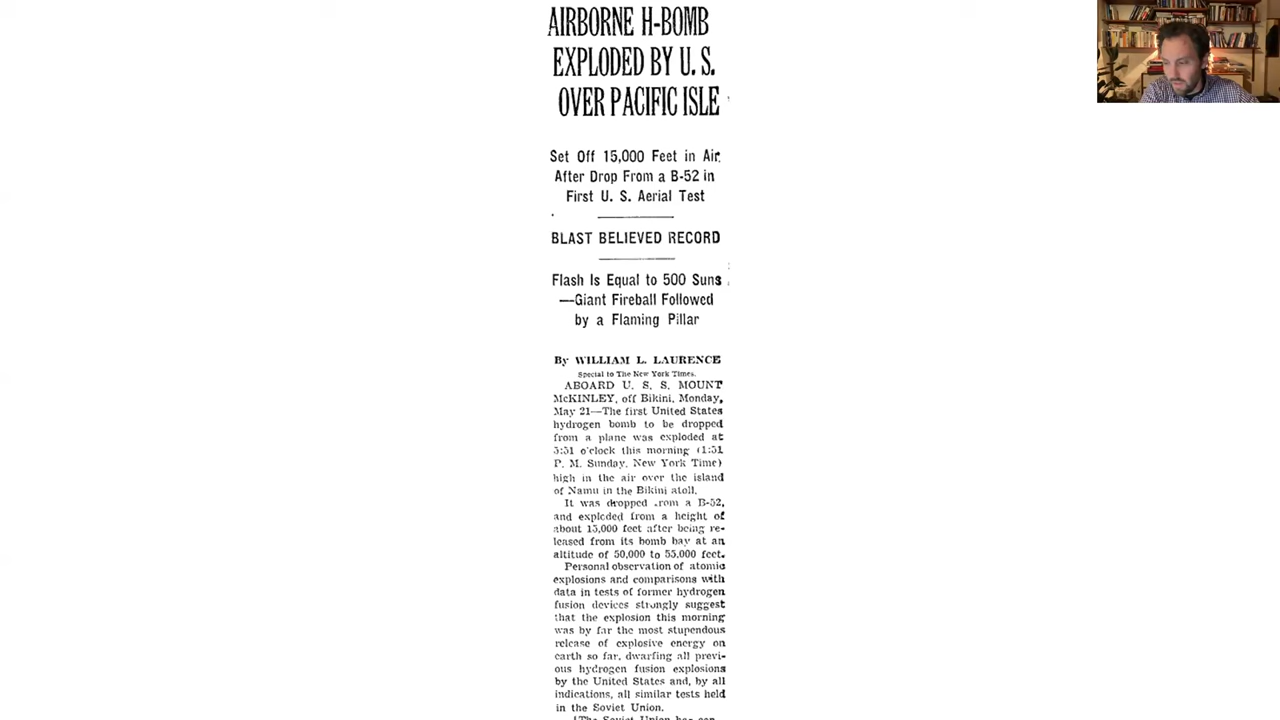 AIRBORNE H-BOMB
EXPLODED BY U. S.
OVER PACIFIC ISLE
Set Off 15,000 Feet in Air
After Drop From a B-52 in
First U. S. Aerial Test
BLAST BELIEVED RECORD
Flash Is Equal to 500 Suns
—Giant Fireball Followed
by a Flaming Pillar
By WILLIAM L. LAURENCE
Special to The New York Times.
ABOARD U. S. S. MOUNT
McKINLEY, off Bikini, Monday,
May 21—The first United States
hydrogen bomb to be dropped
from a plane was exploded at
5:51 o'clock this morning (1:51
P. M. Sunday, New York Time)
high in the air over the island
of Namu in the Bikini atoll.
It was dropped from a B-52,
and exploded from a height of
about 15,000 feet after being re-
leased from its bomb bay at an
altitude of 50,000 to 55,000 feet.
Personal observation of atomic
explosions and comparisons with
data in tests of former hydrogen
fusion devices strongly suggest
that the explosion this morning
was by far the most stupendous
release of explosive energy on
earth so far, dwarfing all previ-
ous hydrogen fusion explosions
by the United States and, by all
indications, all similar tests held
in the Soviet Union.
[The Soviet Union has con-